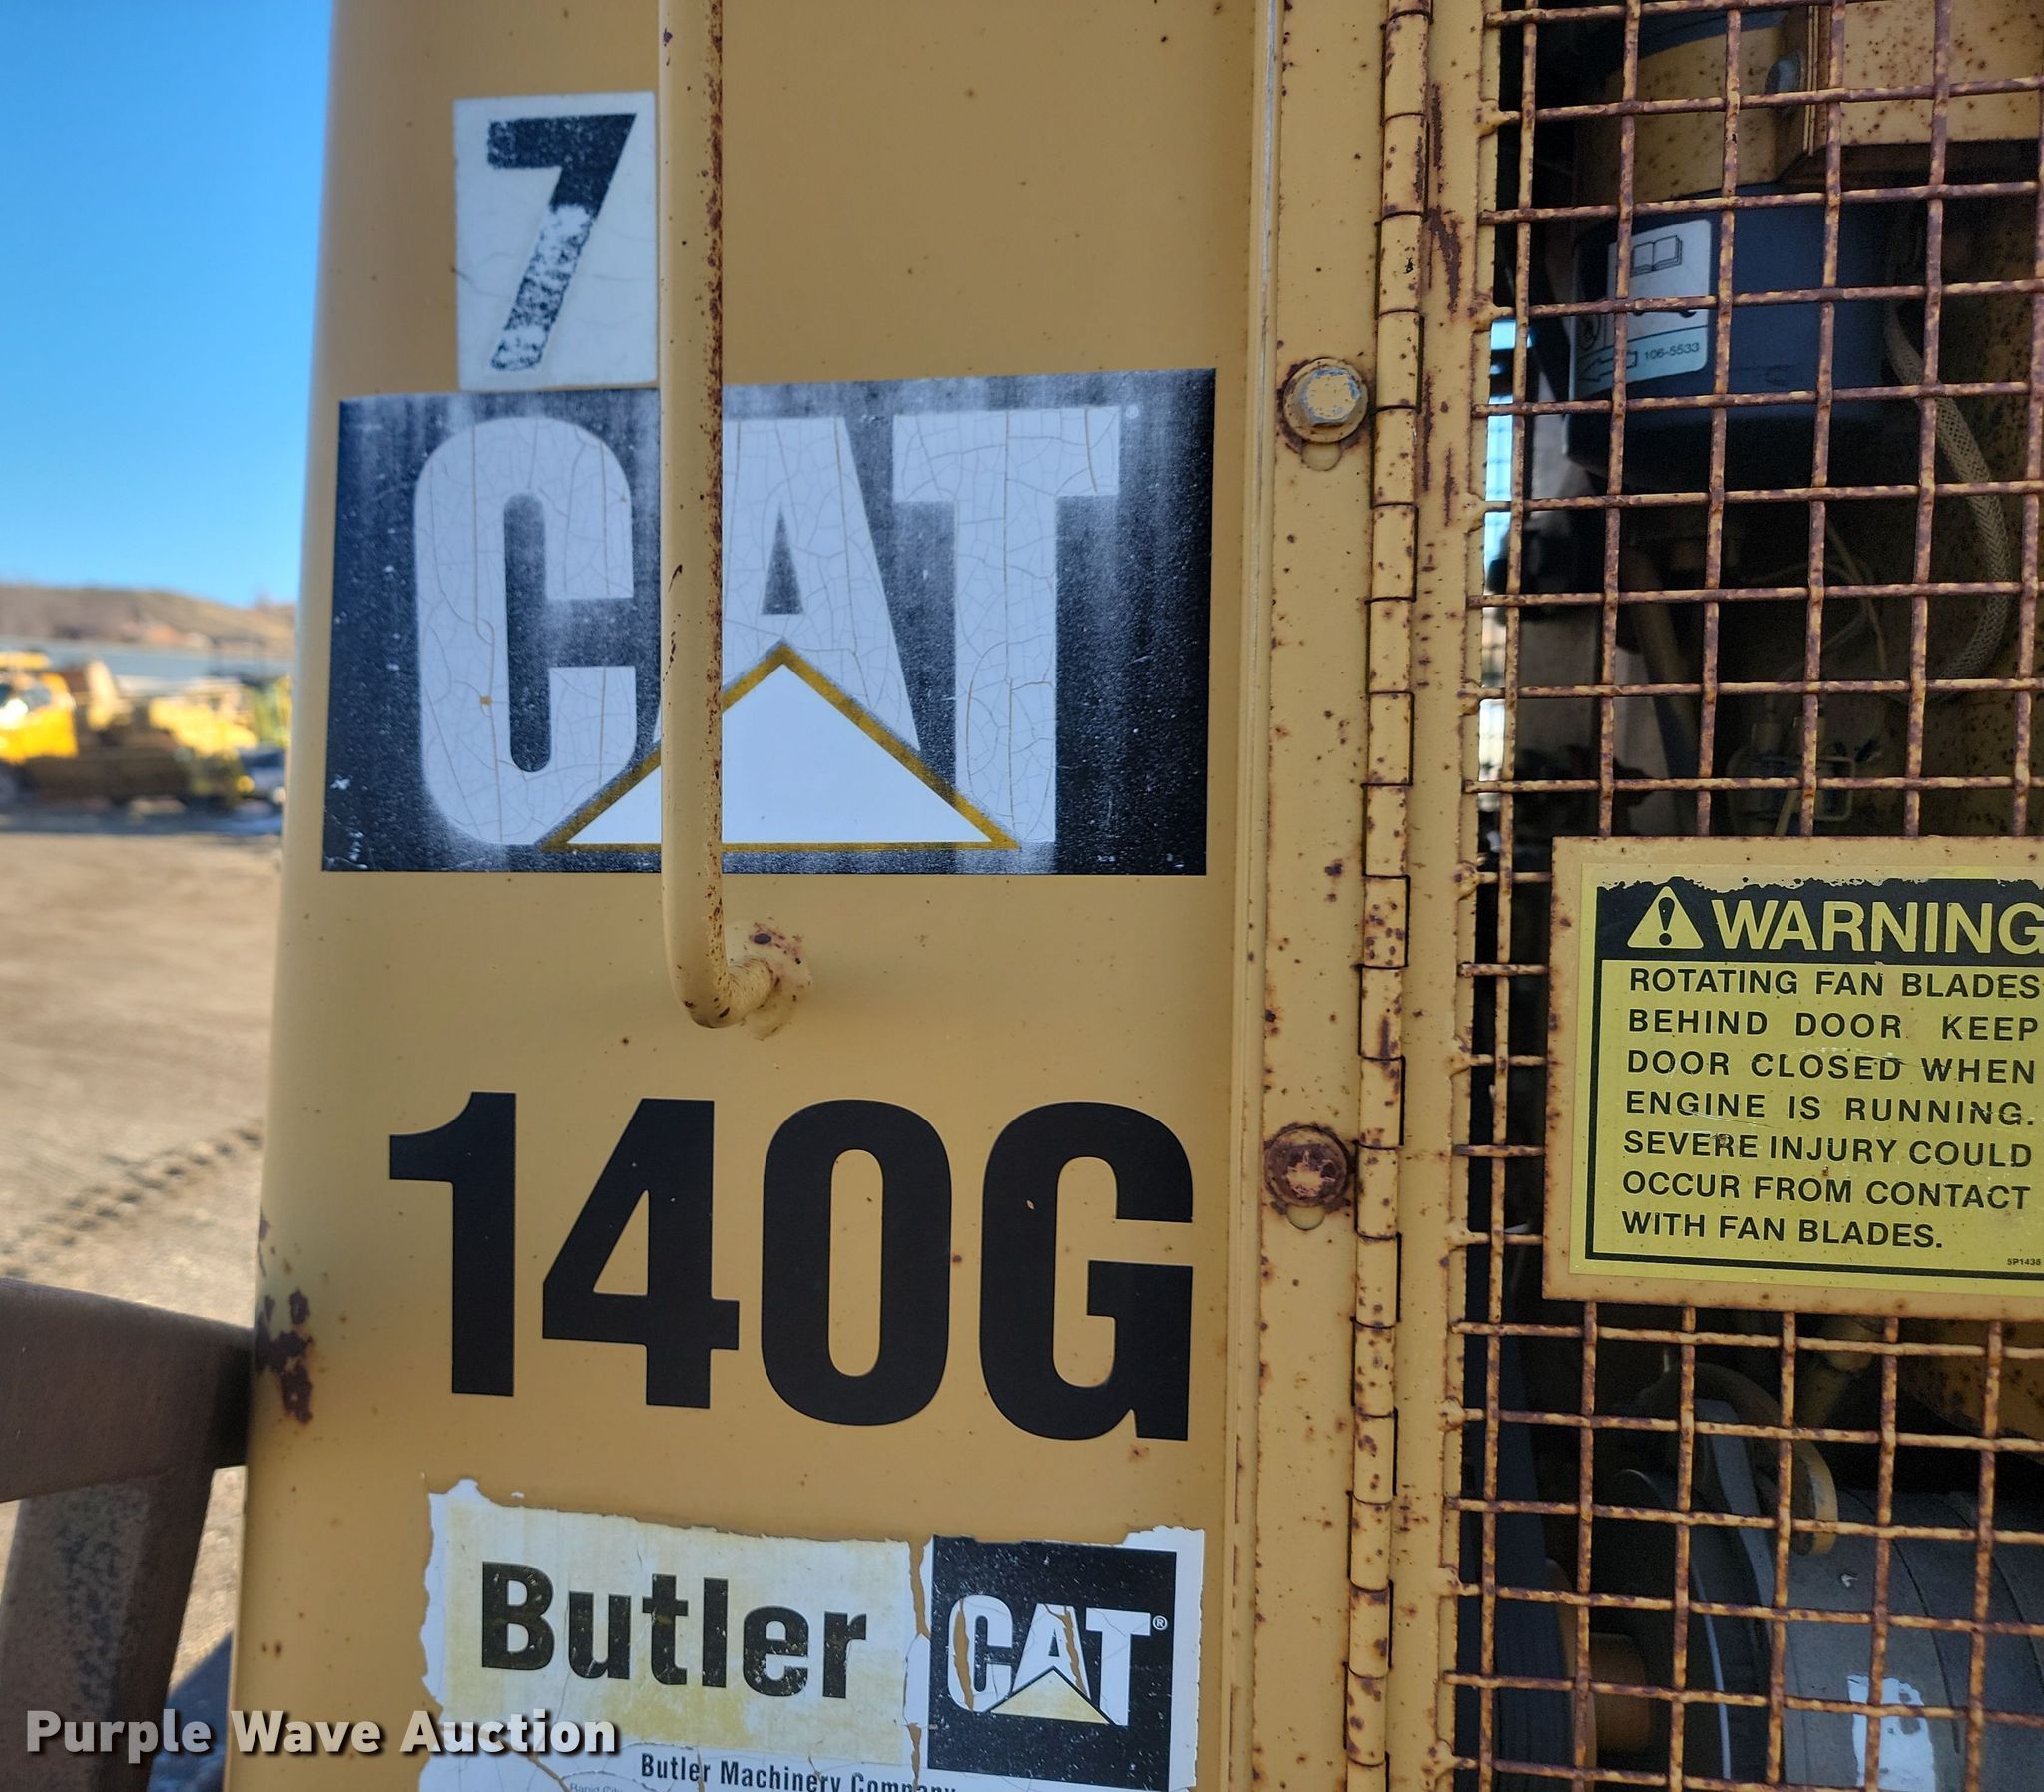 7
CAT
106-5533
WARNING
ROTATING FAN BLADES
BEHIND DOOR KEEP
DOOR CLOSED WHEN
ENGINE IS RUNNING.
SEVERE INJURY COULD
OCCUR FROM CONTACT
WITH FAN BLADES.
5P1438
140G
Butler
CAT®
Butler Machinery Company
Purple Wave Auction